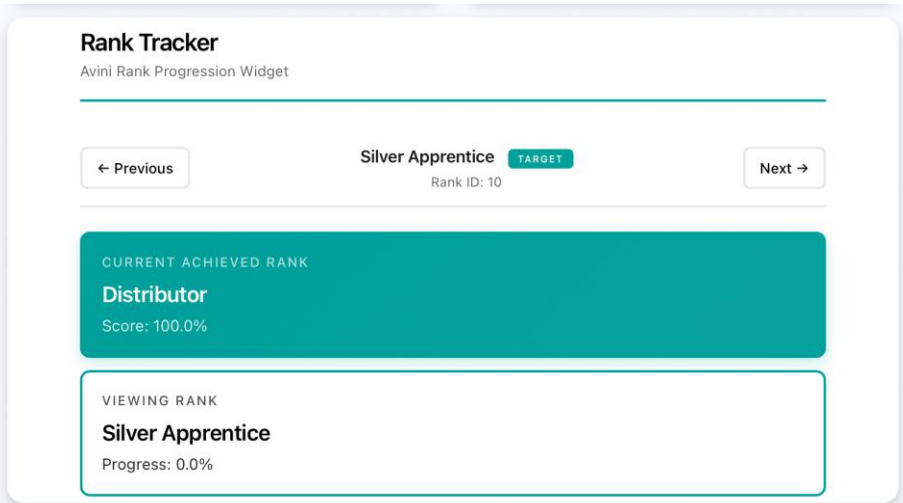 Rank Tracker
Avini Rank Progression Widget
← Previous
Silver Apprentice TARGET
Rank ID: 10
Next →
CURRENT ACHIEVED RANK
Distributor
Score: 100.0%
VIEWING RANK
Silver Apprentice
Progress: 0.0%